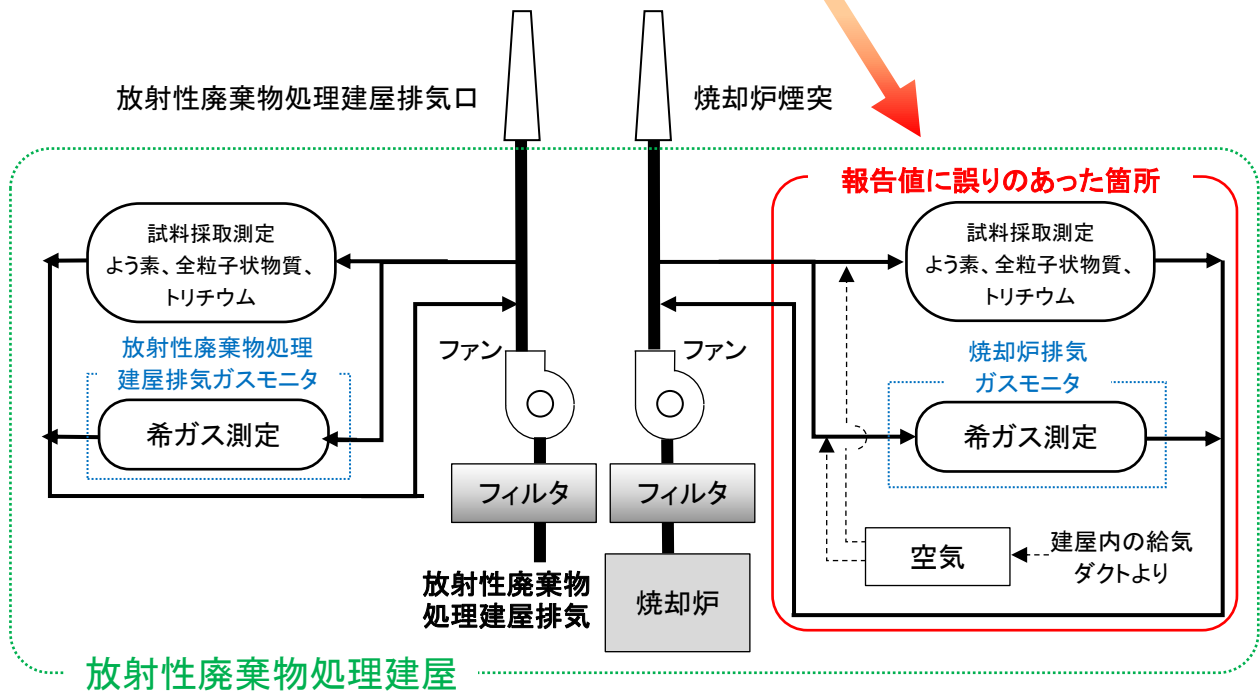 放射性廃棄物処理建屋排気口
焼却炉煙突
報告値に誤りのあった箇所
試料採取測定
よう素、全粒子状物質、
トリチウム
試料採取測定
よう素、全粒子状物質、
トリチウム
放射性廃棄物処理
建屋排気ガスモニタ
ファン
ファン
焼却炉排気
ガスモニタ
希ガス測定
希ガス測定
フィルタ
フィルタ
空気
建屋内の給気
ダクトより
放射性廃棄物
処理建屋排気
焼却炉
放射性廃棄物処理建屋